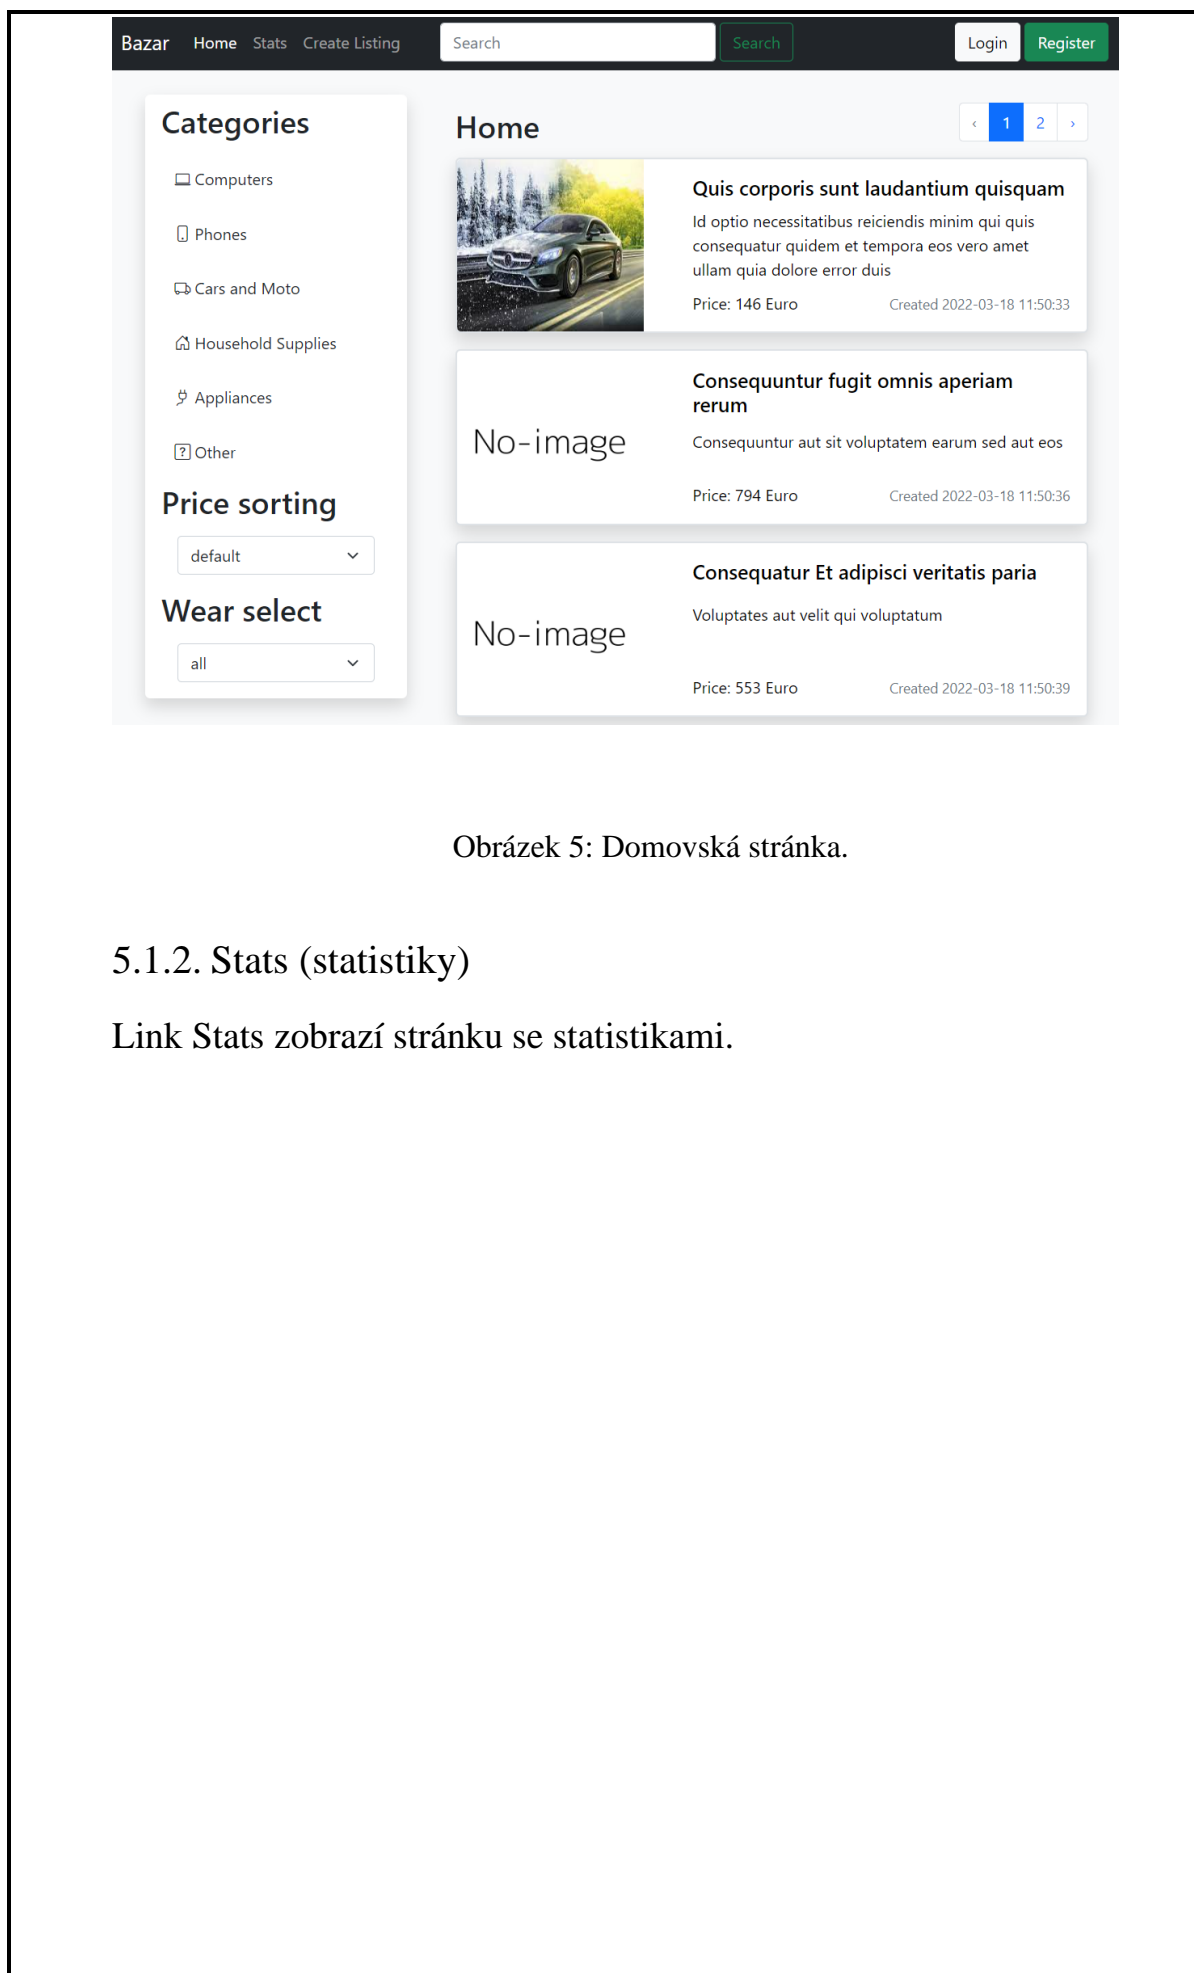 Bazar Home Stats Create Listing Search Search Login Register
Categories
Computers
Phones
Cars and Moto
Household Supplies
Appliances
? Other
Price sorting
default
Wear select
all
Home
‹ 1 2 ›
Quis corporis sunt laudantium quisquam
Id optio necessitatibus reiciendis minim qui quis
consequatur quidem et tempora eos vero amet
ullam quia dolore error duis
Price: 146 Euro Created 2022-03-18 11:50:33
No-image
Consequuntur fugit omnis aperiam
rerum
Consequuntur aut sit voluptatem earum sed aut eos
Price: 794 Euro Created 2022-03-18 11:50:36
No-image
Consequatur Et adipisci veritatis paria
Voluptates aut velit qui voluptatum
Price: 553 Euro Created 2022-03-18 11:50:39
Obrázek 5: Domovská stránka.
5.1.2. Stats (statistiky)
Link Stats zobrazí stránku se statistikami.